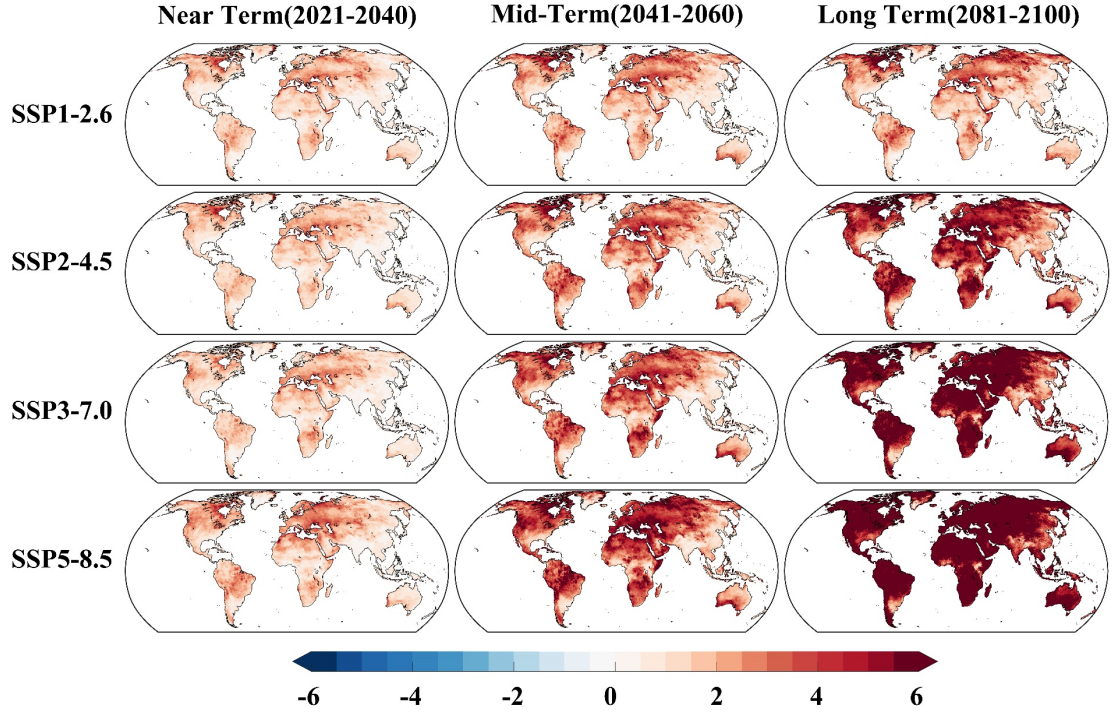 Near Term(2021-2040) Mid-Term(2041-2060) Long Term(2081-2100)
SSP1-2.6
SSP2-4.5
SSP3-7.0
SSP5-8.5
-6 -4 -2 0 2 4 6